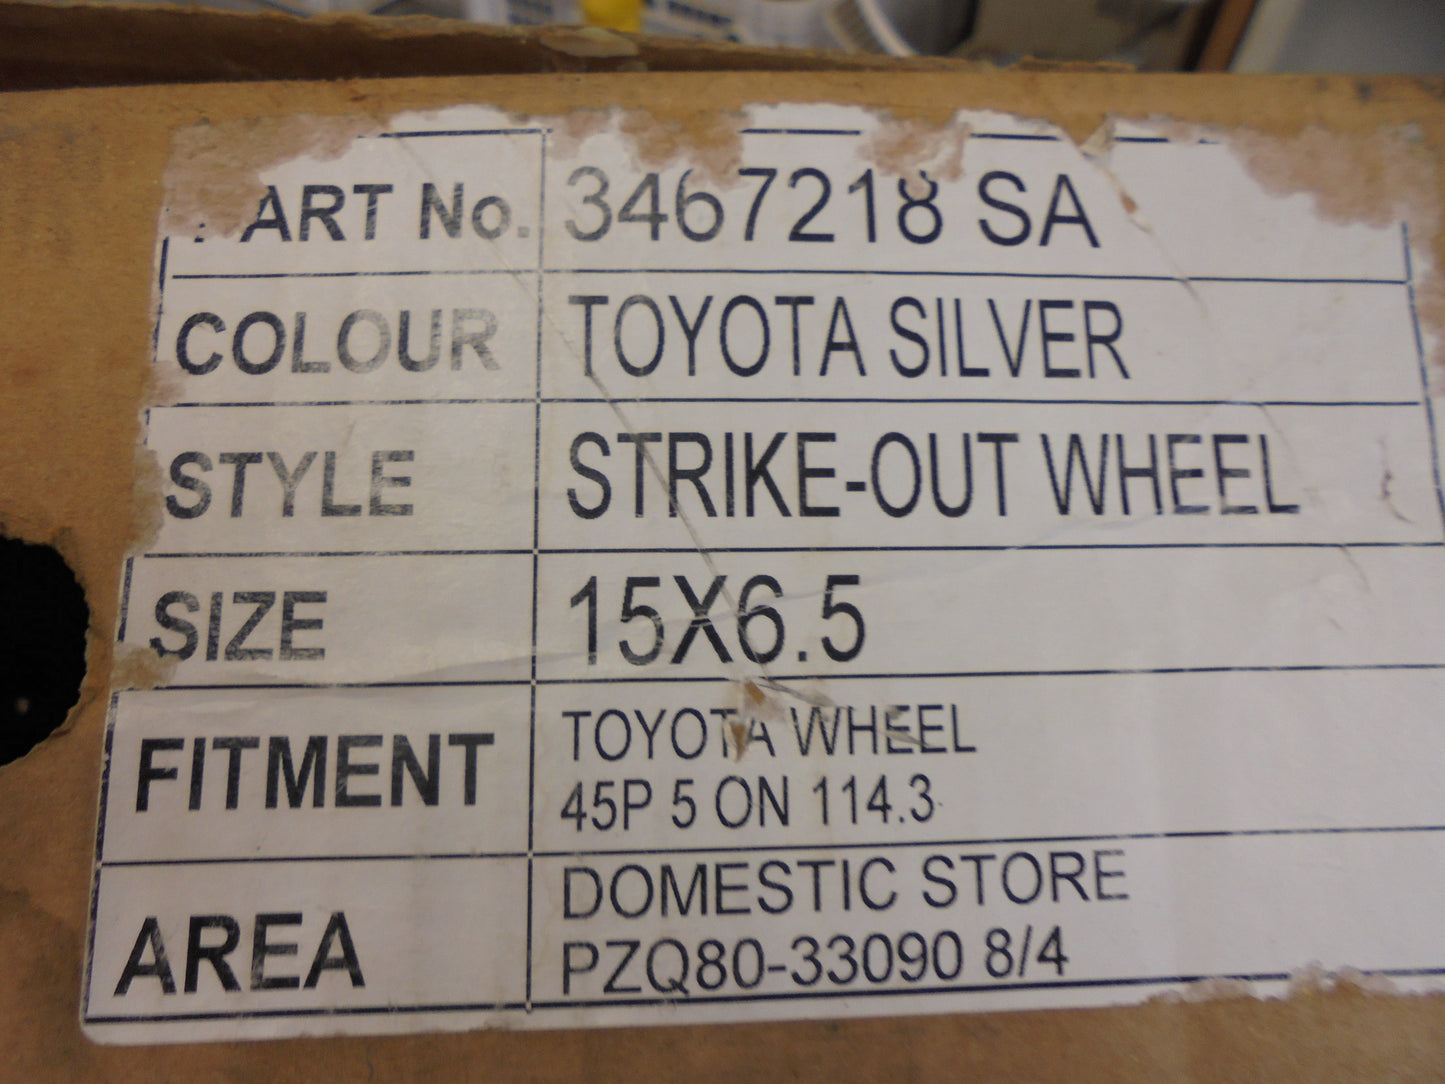 PART No. 3467218 SA
COLOUR TOYOTA SILVER
STYLE STRIKE-OUT WHEEL
SIZE 15X6.5
FITMENT TOYOTA WHEEL
45P 5 ON 114.3
AREA DOMESTIC STORE
PZQ80-33090 8/4